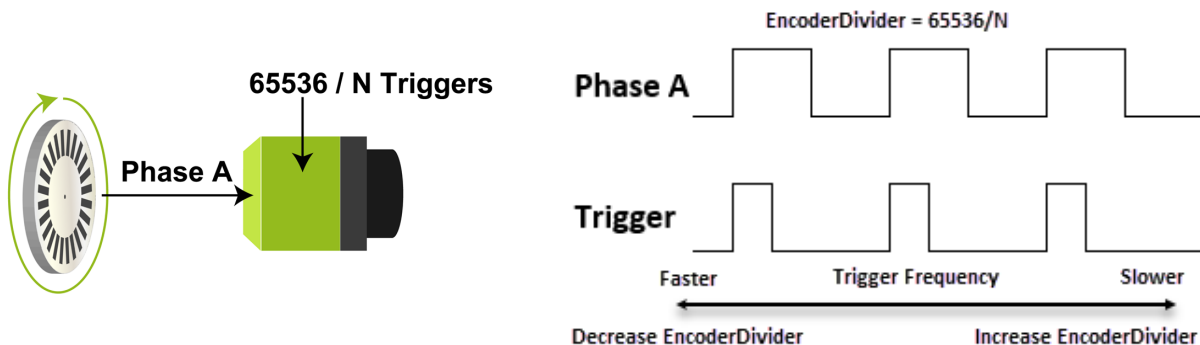 65536 / N Triggers
Phase A
EncoderDivider = 65536/N
Phase A
Trigger
Faster Trigger Frequency Slower
Decrease EncoderDivider Increase EncoderDivider